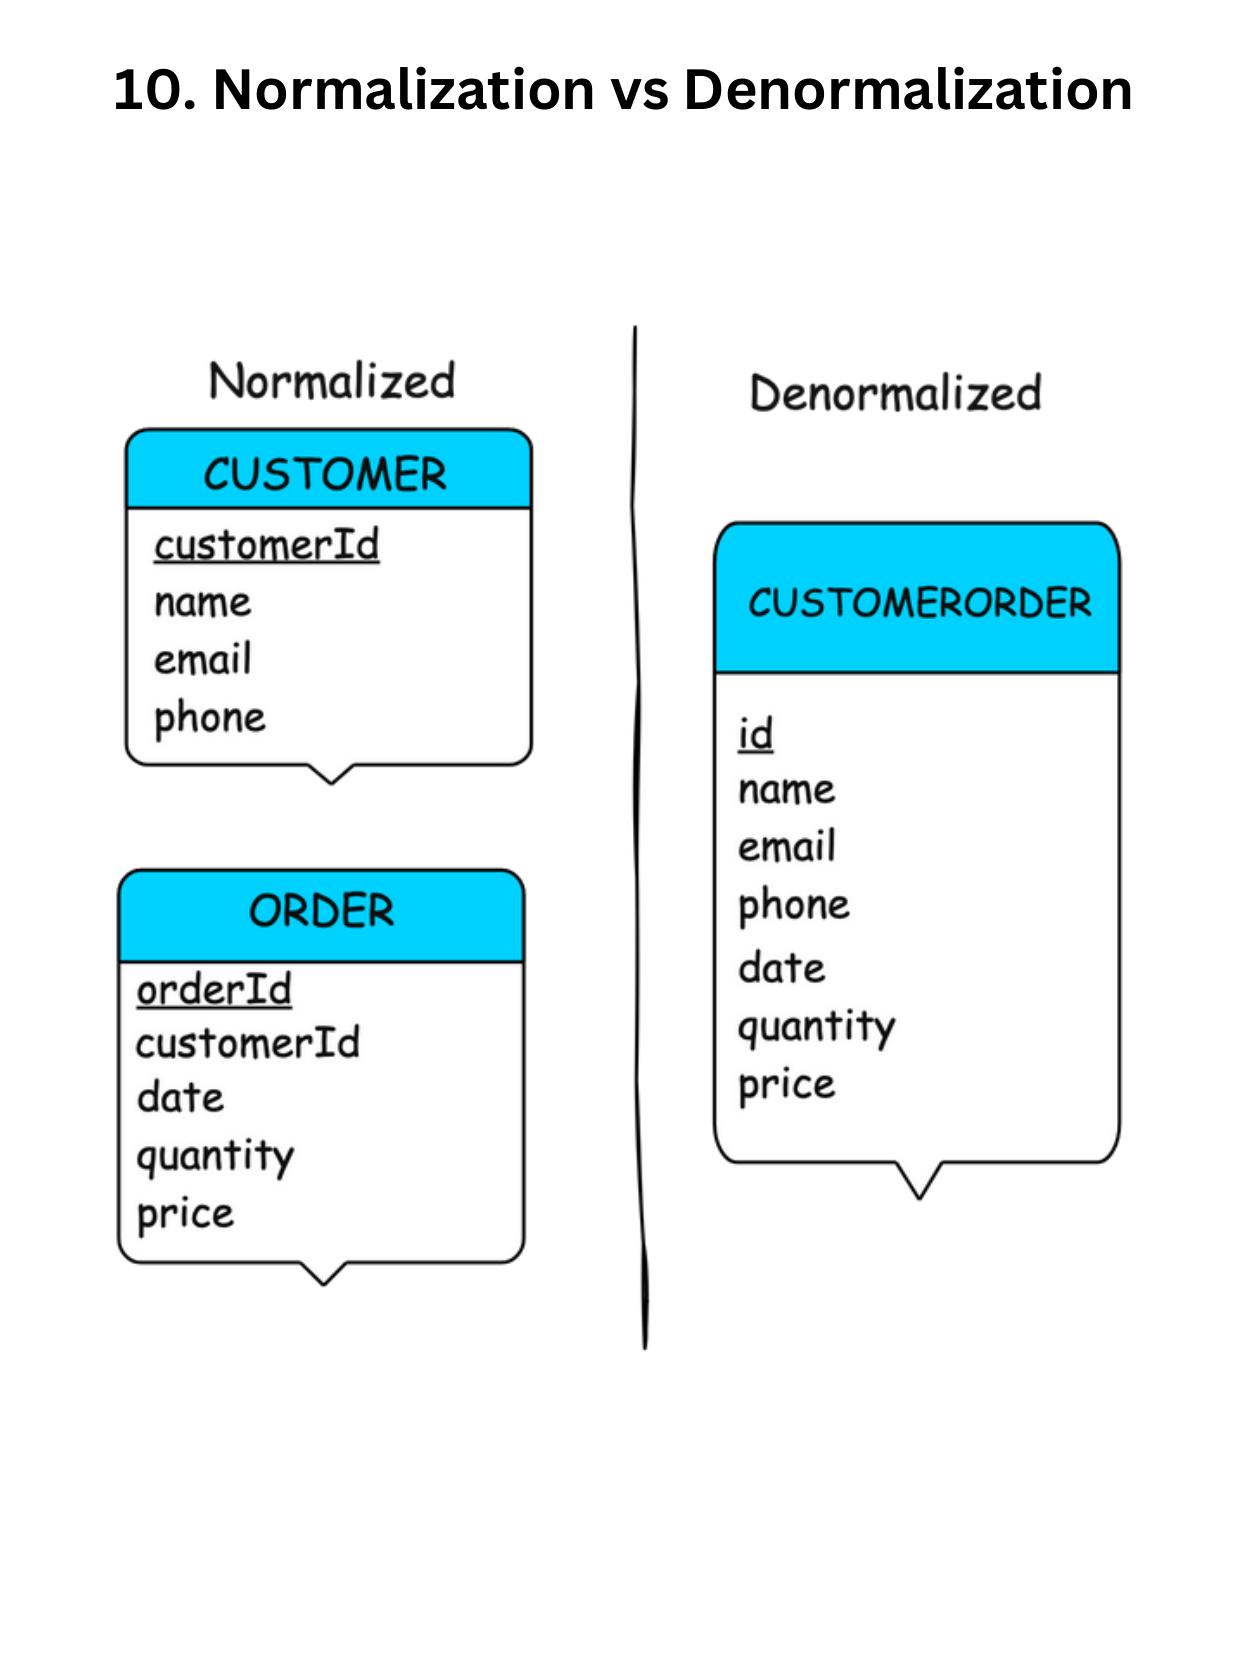 10. Normalization vs Denormalization
Normalized
CUSTOMER
customerId
name
email
phone
ORDER
orderId
customerId
date
quantity
price
Denormalized
CUSTOMERORDER
id
name
email
phone
date
quantity
price